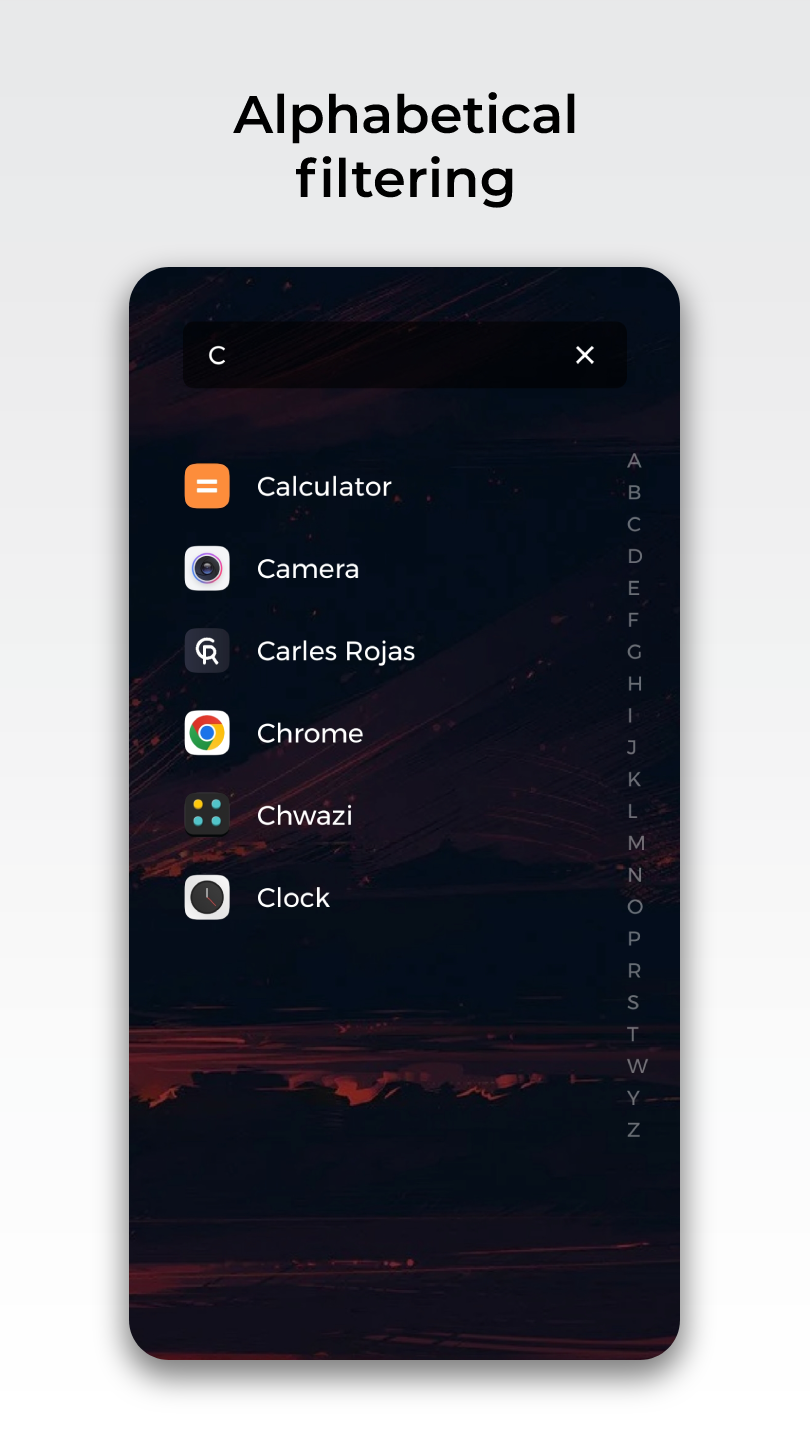 Alphabetical
filtering
C
Calculator
Camera
Carles Rojas
Chrome
Chwazi
Clock
A
B
C
D
E
F
G
H
I
J
K
L
M
N
O
P
R
S
T
W
Y
Z